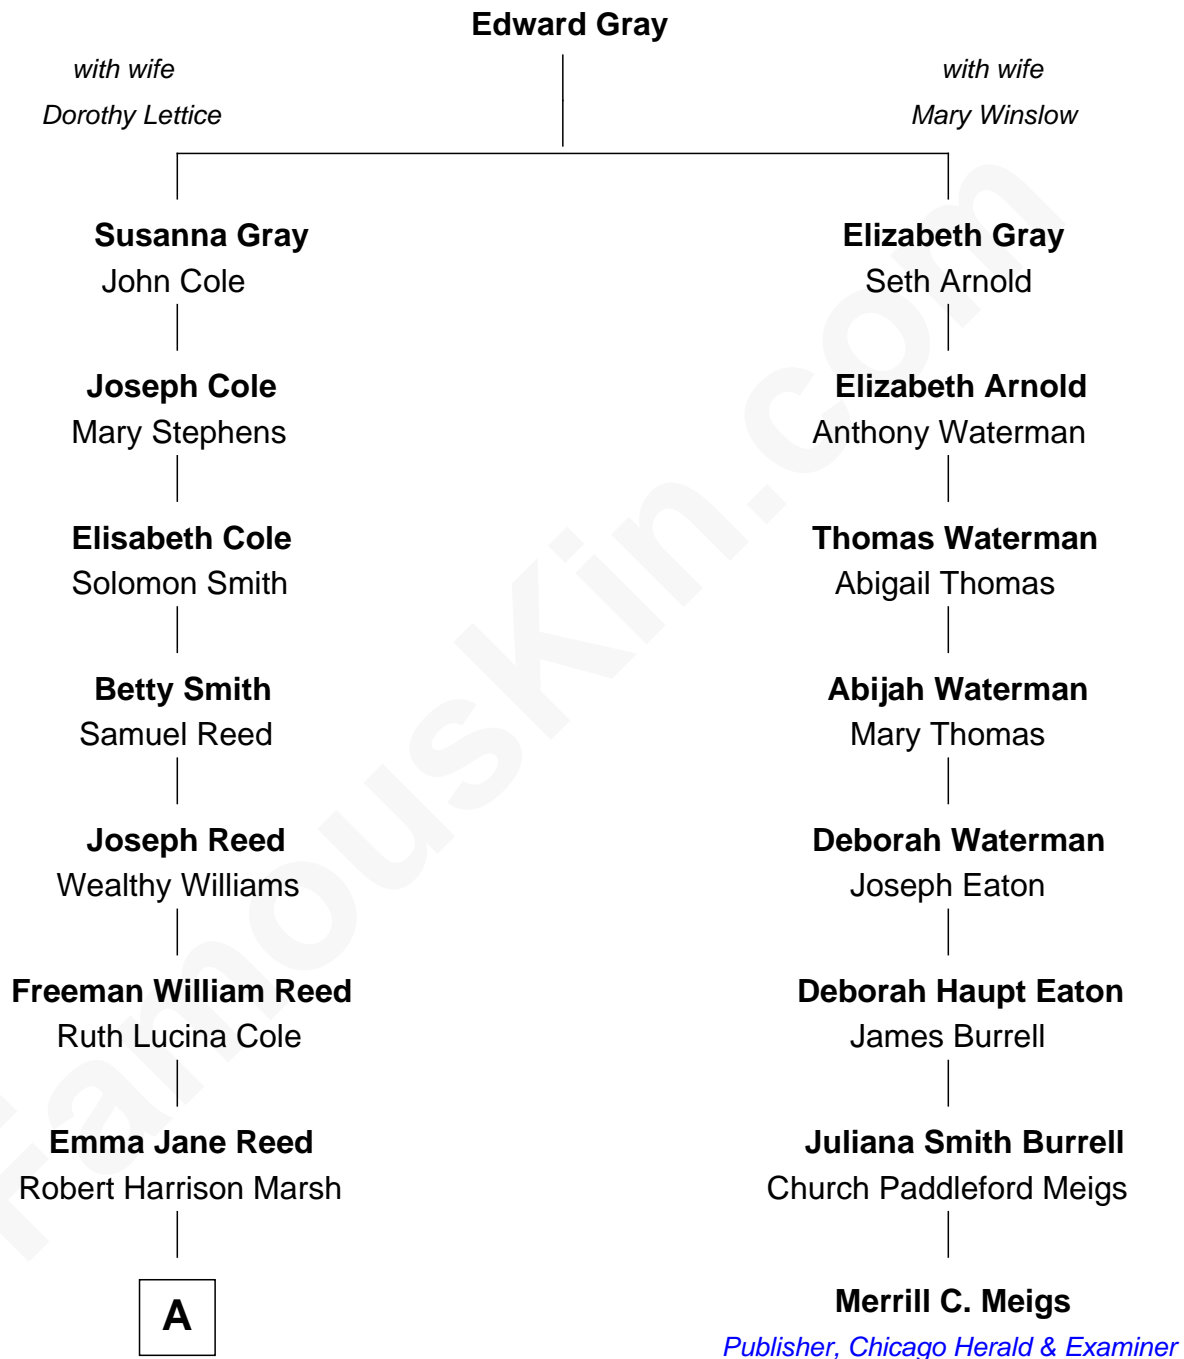 Edward Gray
with wife
Dorothy Lettice
with wife
Mary Winslow
Susanna Gray
John Cole
Elizabeth Gray
Seth Arnold
Joseph Cole
Mary Stephens
Elizabeth Arnold
Anthony Waterman
Elisabeth Cole
Solomon Smith
Thomas Waterman
Abigail Thomas
Betty Smith
Samuel Reed
Abijah Waterman
Mary Thomas
Joseph Reed
Wealthy Williams
Deborah Waterman
Joseph Eaton
Freeman William Reed
Ruth Lucina Cole
Deborah Haupt Eaton
James Burrell
Emma Jane Reed
Robert Harrison Marsh
Juliana Smith Burrell
Church Paddleford Meigs
A
Merrill C. Meigs
Publisher, Chicago Herald & Examiner
FamousKin.com